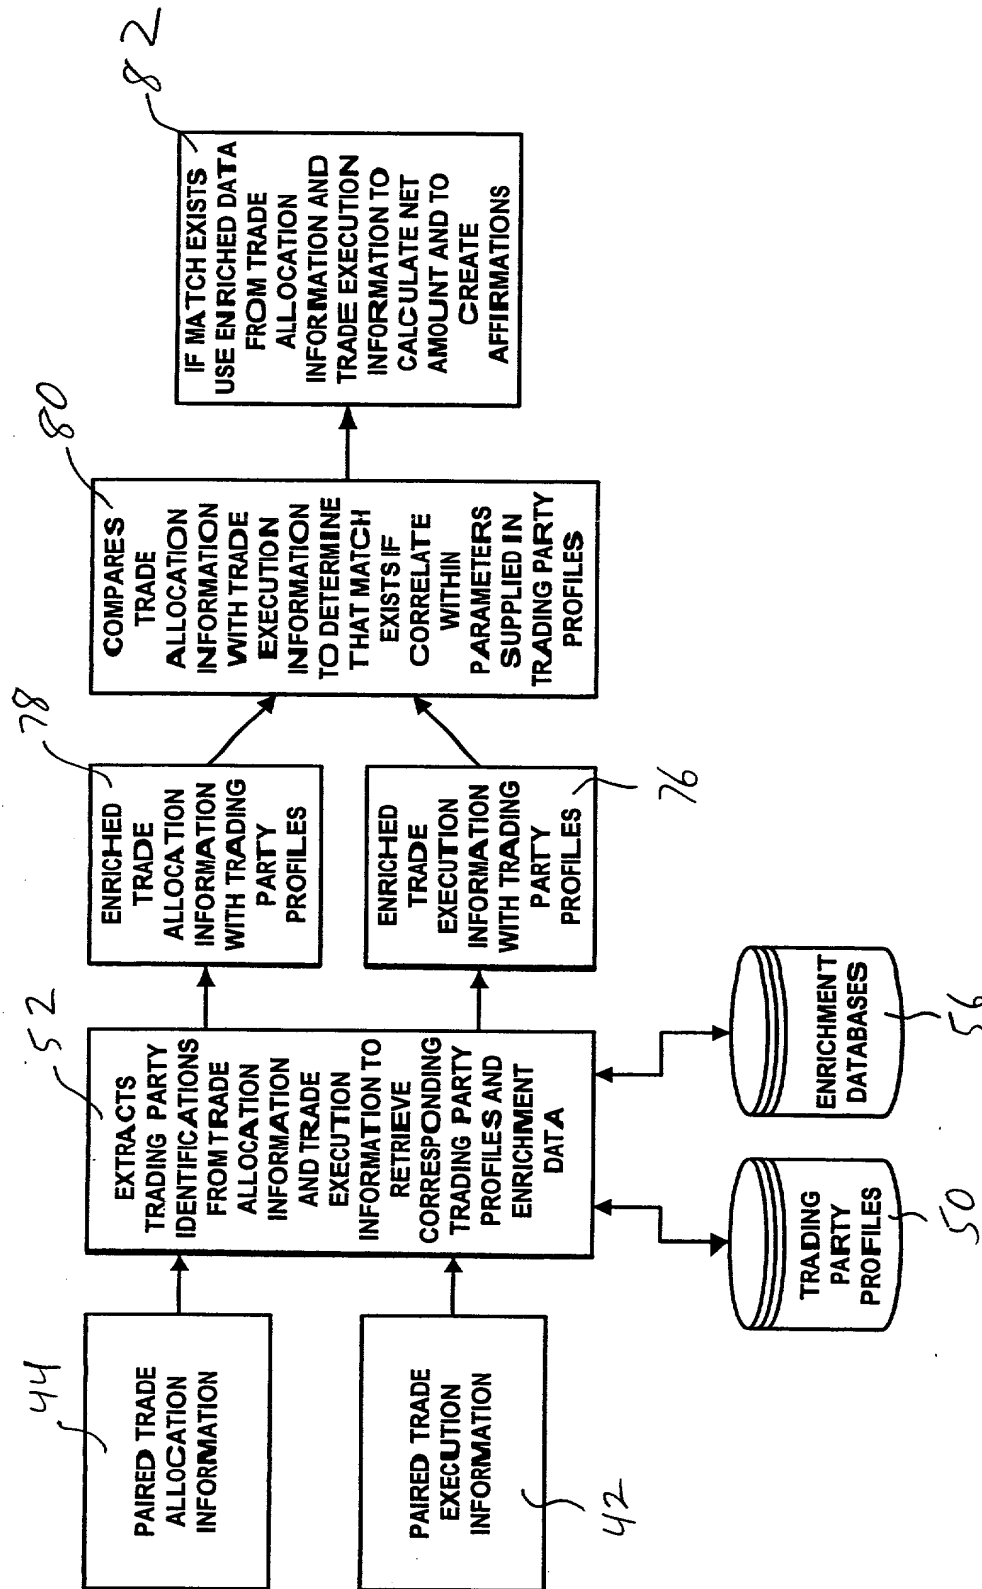 44
PAIRED TRADE
ALLOCATION
INFORMATION
PAIRED TRADE
EXECUTION
INFORMATION
42
52
EXTRACTS
TRADING PARTY
IDENTIFICATIONS
FROM TRADE
ALLOCATION
INFORMATION
AND TRADE
EXECUTION
INFORMATION TO
RETRIEVE
CORRESPONDING
TRADING PARTY
PROFILES AND
ENRICHMENT
DATA
TRADING
PARTY
PROFILES
50
ENRICHMENT
DATABASES
56
78
ENRICHED
TRADE
ALLOCATION
INFORMATION
WITH TRADING
PARTY
PROFILES
ENRICHED
TRADE
EXECUTION
INFORMATION
WITH TRADING
PARTY
PROFILES
76
80
COMPARES
TRADE
ALLOCATION
INFORMATION
WITH TRADE
EXECUTION
INFORMATION
TO DETERMINE
THAT MATCH
EXISTS IF
CORRELATE
WITHIN
PARAMETERS
SUPPLIED IN
TRADING PARTY
PROFILES
82
IF MATCH EXISTS
USE ENRICHED DATA
FROM TRADE
ALLOCATION
INFORMATION AND
TRADE EXECUTION
INFORMATION TO
CALCULATE NET
AMOUNT AND TO
CREATE
AFFIRMATIONS